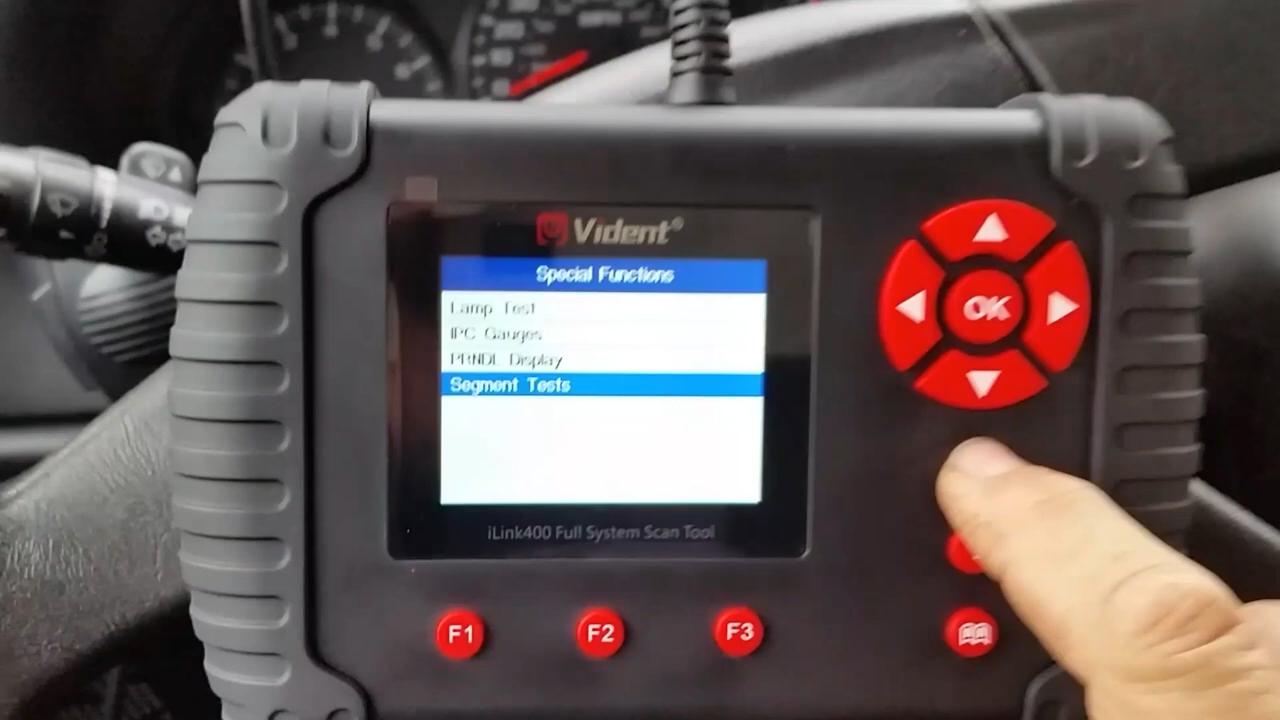 Vident®
Special Functions
Lamp Test
IPC Gauges
PRNDL Display
Segment Tests
iLink400 Full System Scan Tool
OK
F1
F2
F3